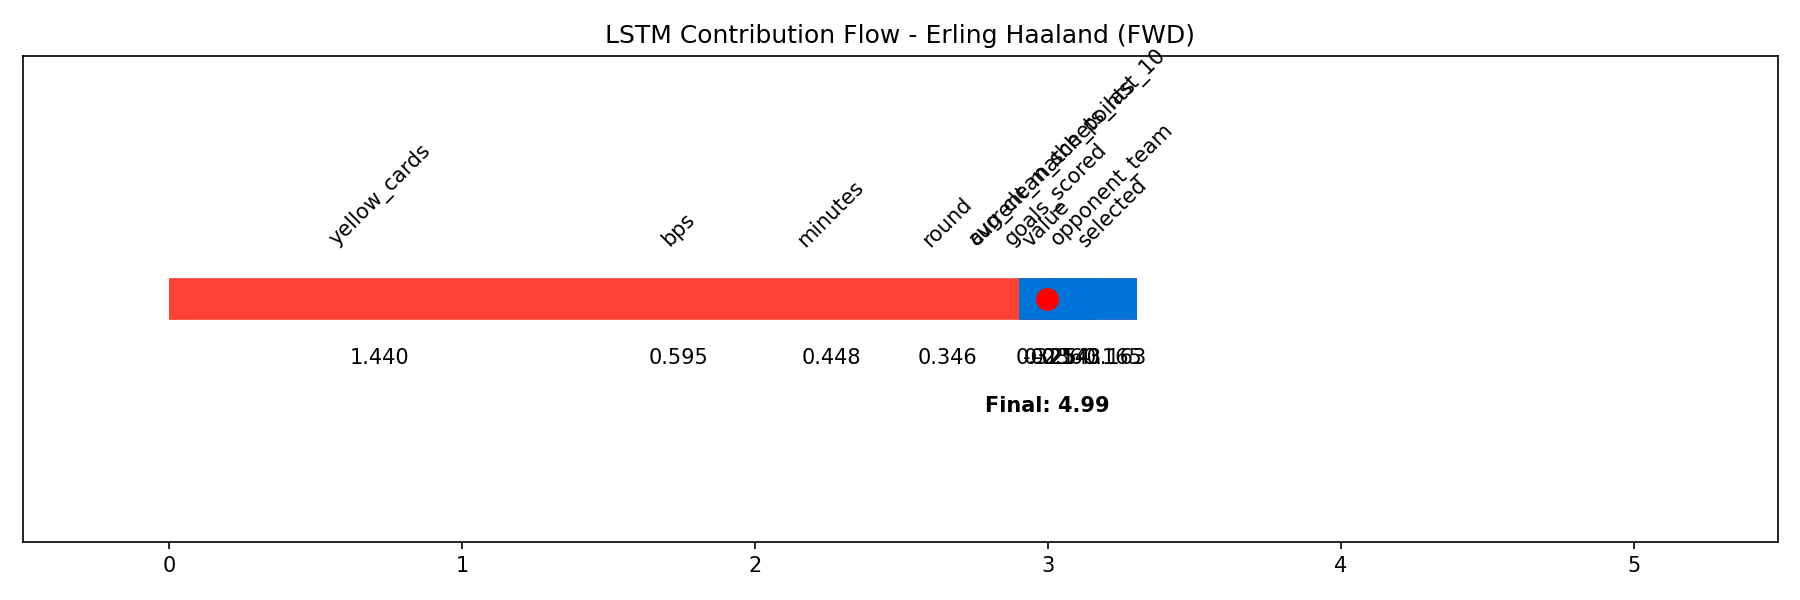 LSTM Contribution Flow - Erling Haaland (FWD)
yellow_cards
bps
minutes
round
goals_scored
value
opponent_team
selected
1.440
0.595
0.448
0.346
Final: 4.99
0
1
2
3
4
5